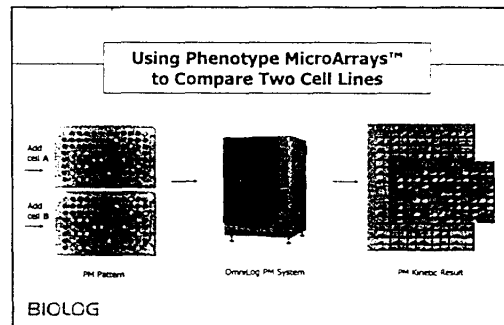 Using Phenotype MicroArrays™
to Compare Two Cell Lines
Add
cell A
Add
cell B
PM Pattern
OmniLog PM System
PM Kinetic Result
BIOLOG